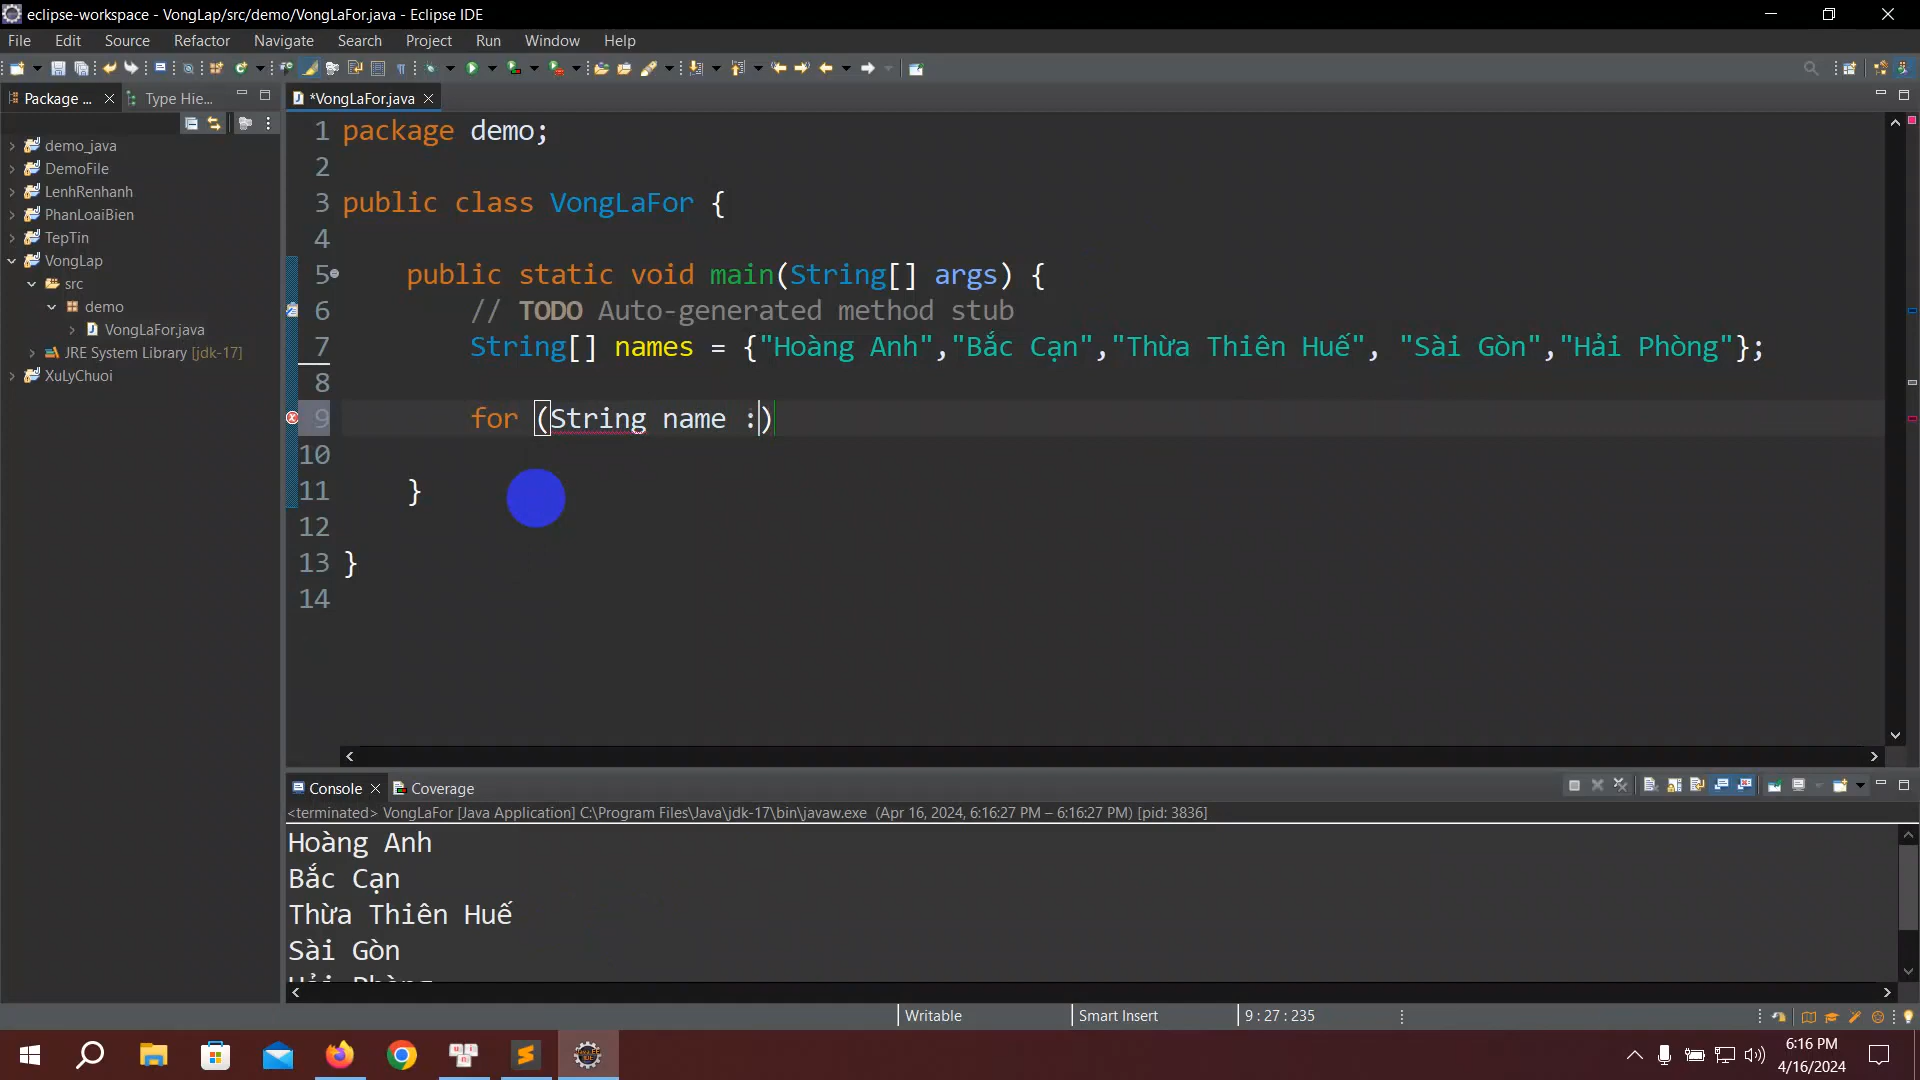 eclipse-workspace - VongLap/src/demo/VongLaFor.java - Eclipse IDE
File Edit Source Refactor Navigate Search Project Run Window Help
Package ... Type Hie...
*VongLaFor.java
demo_java
DemoFile
LenhRenhanh
PhanLoaiBien
TepTin
VongLap
src
demo
VongLaFor.java
JRE System Library [jdk-17]
XuLyChuoi
1 package demo;
2
3 public class VongLaFor {
4
5 public static void main(String[] args) {
6 // TODO Auto-generated method stub
7 String[] names = {"Hoàng Anh","Bắc Cạn","Thừa Thiên Huế", "Sài Gòn","Hải Phòng"};
8
9 for (String name :)
10
11 }
12
13 }
14
Console Coverage
<terminated> VongLaFor [Java Application] C:\Program Files\Java\jdk-17\bin\javaw.exe (Apr 16, 2024, 6:16:27 PM – 6:16:27 PM) [pid: 3836]
Hoàng Anh
Bắc Cạn
Thừa Thiên Huế
Sài Gòn
Hải Phòng
Writable Smart Insert 9 : 27 : 235
6:16 PM
4/16/2024